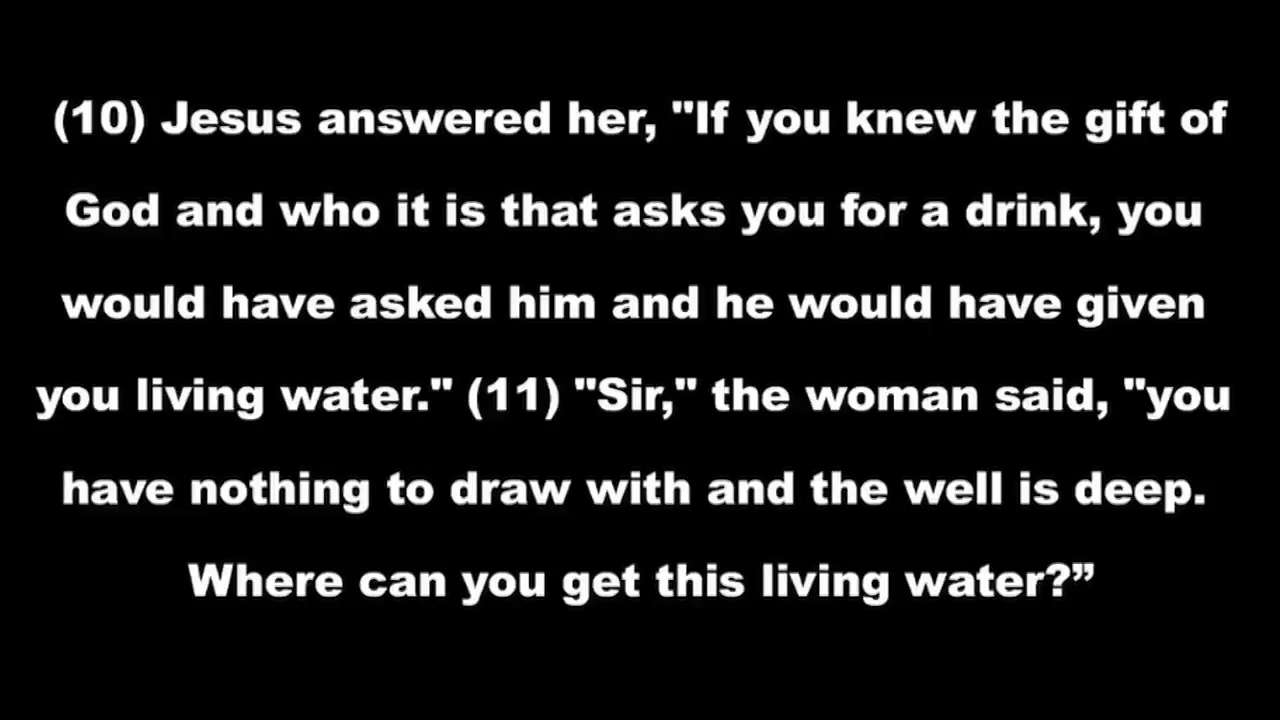 (10) Jesus answered her, "If you knew the gift of
God and who it is that asks you for a drink, you
would have asked him and he would have given
you living water." (11) "Sir," the woman said, "you
have nothing to draw with and the well is deep.
Where can you get this living water?”